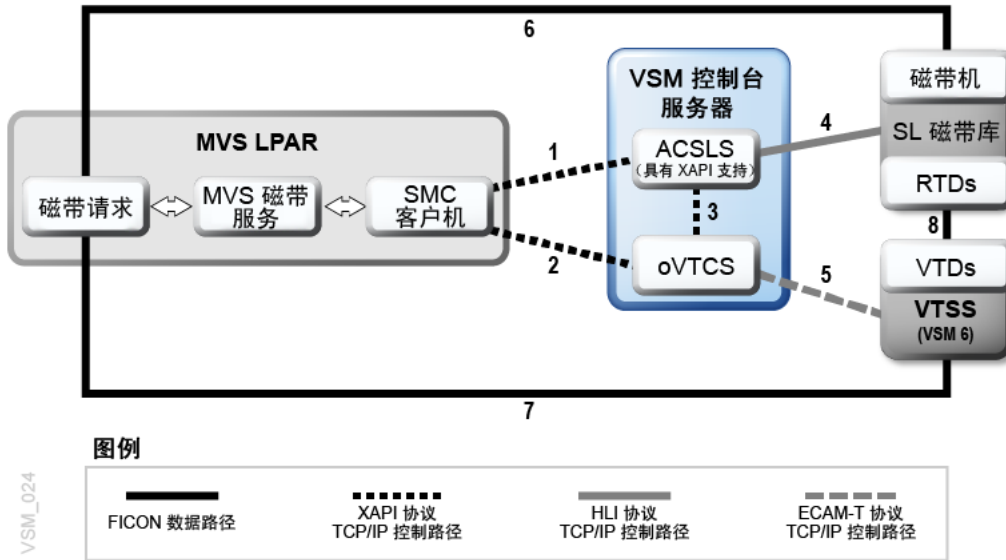 6
VSM 控制台
服务器
磁带机
SL 磁带库
RTDs
MVS LPAR
磁带请求
MVS 磁带
服务
SMC
客户机
1
2
ACSLS
(具有 XAPI 支持)
3
oVTCS
4
5
8
VTDs
VTSS
(VSM 6)
7
图例
FICON 数据路径
XAPI 协议
TCP/IP 控制路径
HLI 协议
TCP/IP 控制路径
ECAM-T 协议
TCP/IP 控制路径
VSM_024